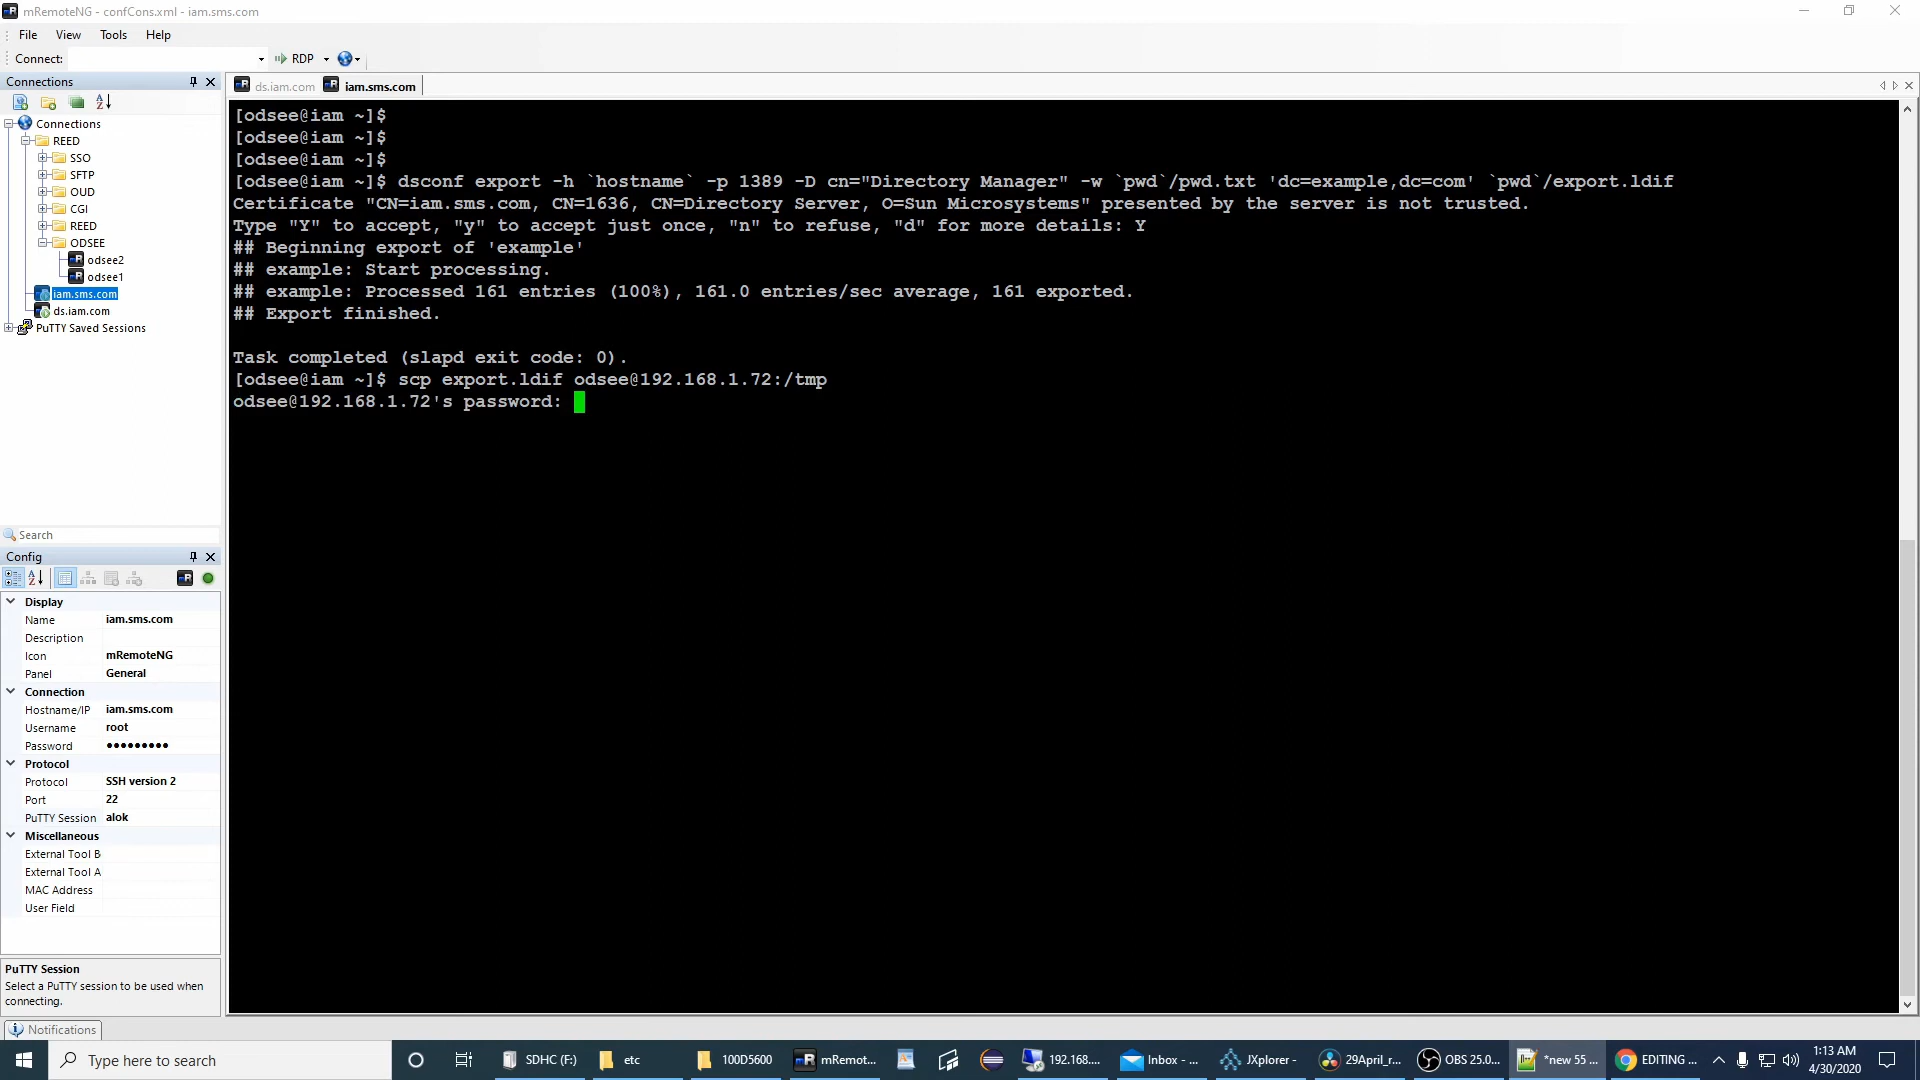 mRemoteNG - confCons.xml - iam.sms.com
File View Tools Help
Connect: RDP
Connections
ds.iam.com iam.sms.com
Connections
REED
SSO
SFTP
OUD
CGI
REED
ODSEE
odsee2
odsee1
iam.sms.com
ds.iam.com
PuTTY Saved Sessions
[odsee@iam ~]$
[odsee@iam ~]$
[odsee@iam ~]$
[odsee@iam ~]$ dsconf export -h `hostname` -p 1389 -D cn="Directory Manager" -w `pwd`/pwd.txt 'dc=example,dc=com' `pwd`/export.ldif
Certificate "CN=iam.sms.com, CN=1636, CN=Directory Server, O=Sun Microsystems" presented by the server is not trusted.
Type "Y" to accept, "y" to accept just once, "n" to refuse, "d" for more details: Y
## Beginning export of 'example'
## example: Start processing.
## example: Processed 161 entries (100%), 161.0 entries/sec average, 161 exported.
## Export finished.
Task completed (slapd exit code: 0).
[odsee@iam ~]$ scp export.ldif odsee@192.168.1.72:/tmp
odsee@192.168.1.72's password:
Search
Config
Display
Name iam.sms.com
Description
Icon mRemoteNG
Panel General
Connection
Hostname/IP iam.sms.com
Username root
Password ●●●●●●●●●
Protocol
Protocol SSH version 2
Port 22
PuTTY Session alok
Miscellaneous
External Tool B
External Tool A
MAC Address
User Field
PuTTY Session
Select a PuTTY session to be used when
connecting.
Notifications
Type here to search
SDHC (F:) etc 100D5600 mRemot... 192.168.... Inbox - ... JXplorer - 29April_r... OBS 25.0... *new 55 ... EDITING ...
1:13 AM
4/30/2020